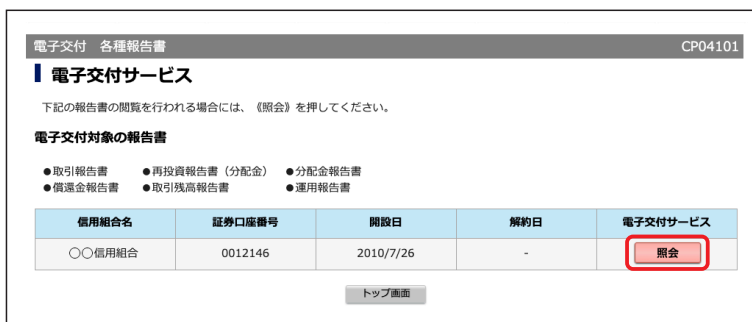 電子交付　各種報告書 CP04101
電子交付サービス
下記の報告書の閲覧を行われる場合には、《照会》を押してください。
電子交付対象の報告書
●取引報告書 ●再投資報告書（分配金） ●分配金報告書
●償還金報告書 ●取引残高報告書 ●運用報告書
信用組合名 証券口座番号 開設日 解約日 電子交付サービス
〇〇信用組合 0012146 2010/7/26 - 照会
トップ画面